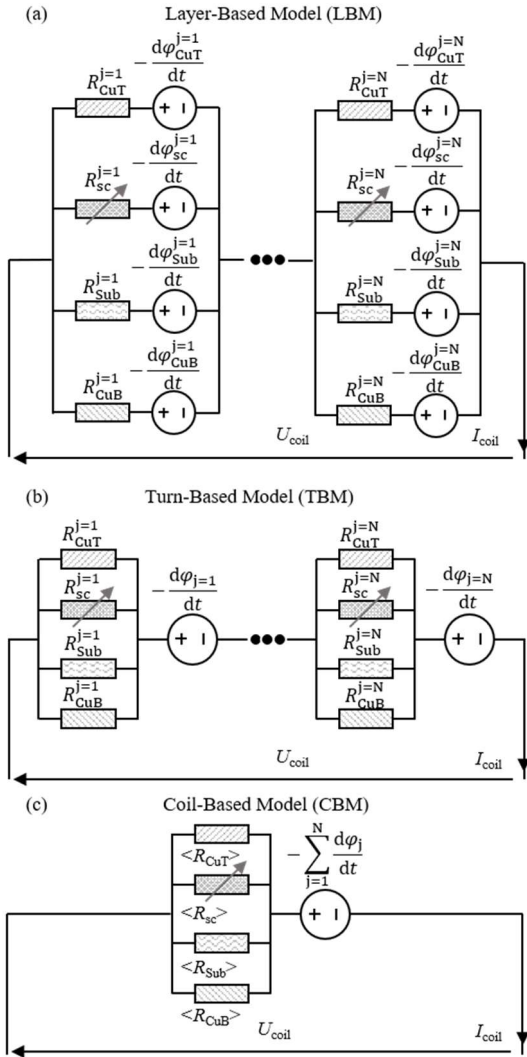 (a) Layer-Based Model (LBM)
R_CuT^{j=1} −dφ_CuT^{j=1}/dt ... R_CuT^{j=N} −dφ_CuT^{j=N}/dt
R_sc^{j=1} −dφ_sc^{j=1}/dt ... R_sc^{j=N} −dφ_sc^{j=N}/dt
R_Sub^{j=1} −dφ_Sub^{j=1}/dt ●●● R_Sub^{j=N} −dφ_Sub^{j=N}/dt
R_CuB^{j=1} −dφ_CuB^{j=1}/dt R_CuB^{j=N} −dφ_CuB^{j=N}/dt
U_coil I_coil
(b) Turn-Based Model (TBM)
R_CuT^{j=1} R_CuT^{j=N}
R_sc^{j=1} −dφ_{j=1}/dt R_sc^{j=N} −dφ_{j=N}/dt
R_Sub^{j=1} R_Sub^{j=N}
R_CuB^{j=1} R_CuB^{j=N}
U_coil I_coil
(c) Coil-Based Model (CBM)
<R_CuT> −∑_{j=1}^{N} dφ_j/dt
<R_sc>
<R_Sub>
<R_CuB>
U_coil I_coil